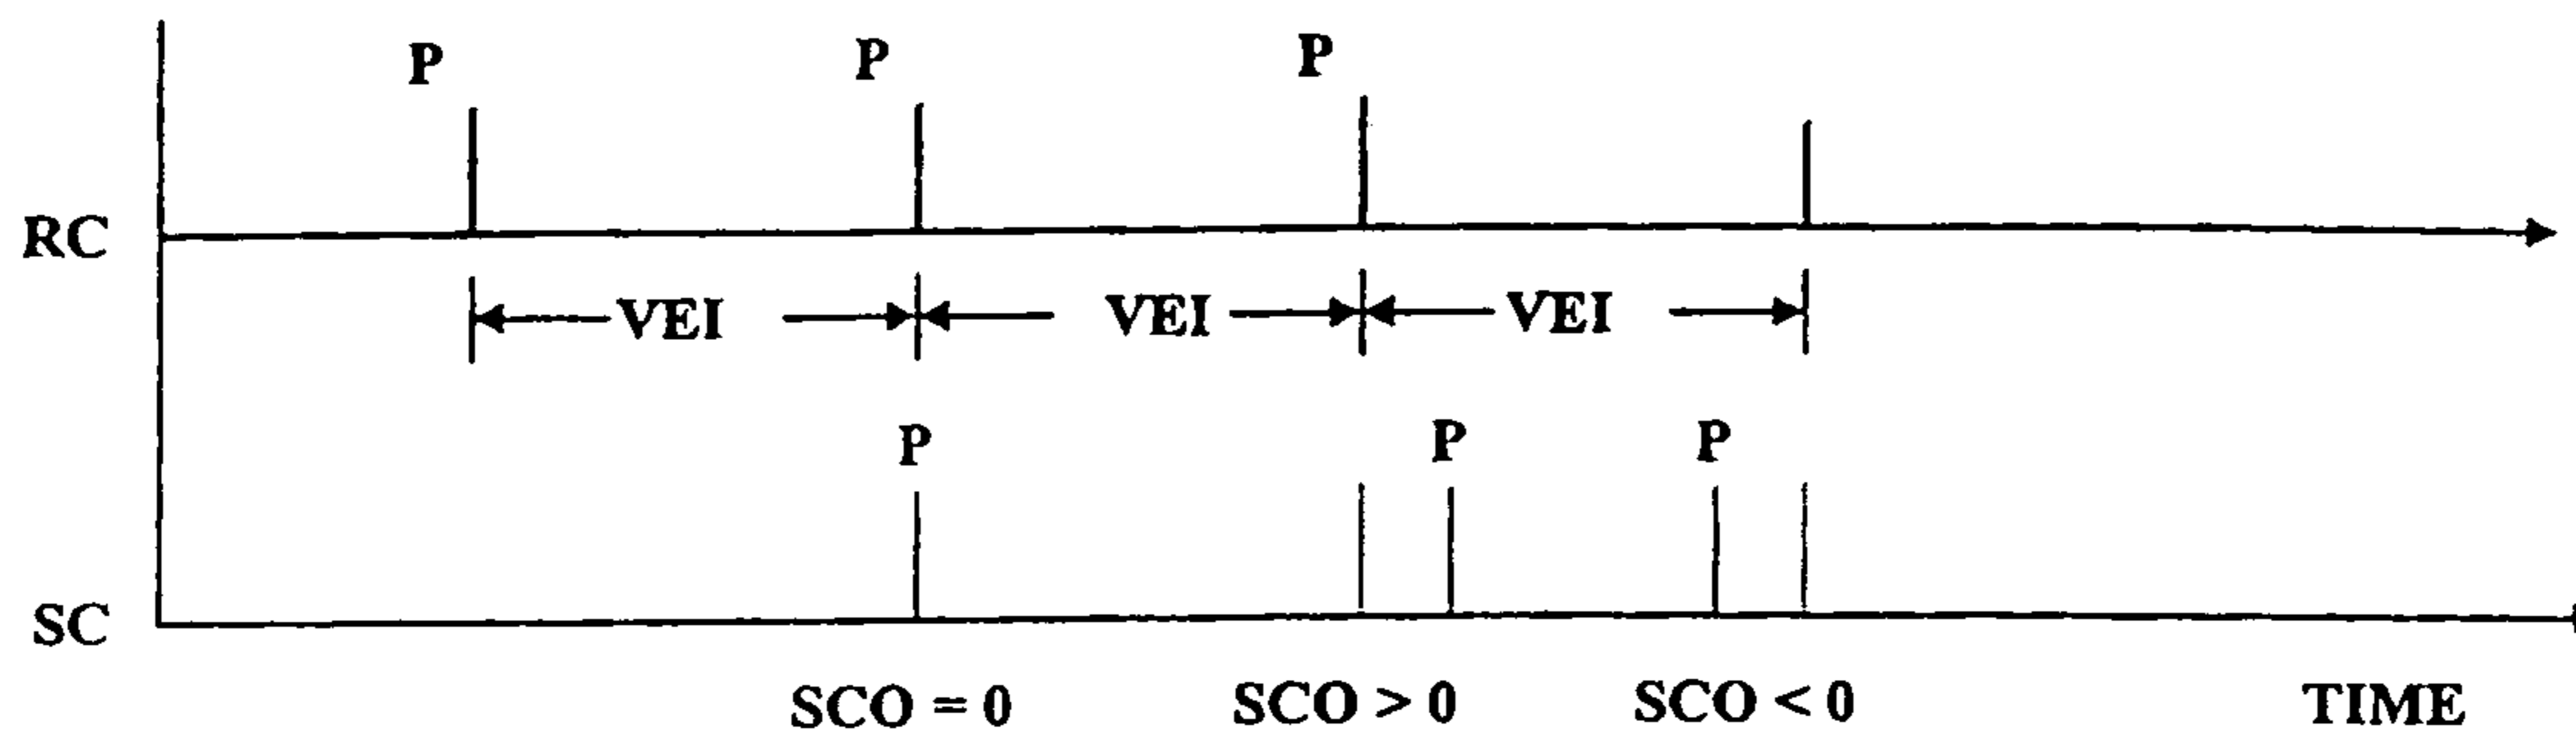 P P P
RC
VEI VEI VEI
P P P
SC
SCO = 0 SCO > 0 SCO < 0 TIME